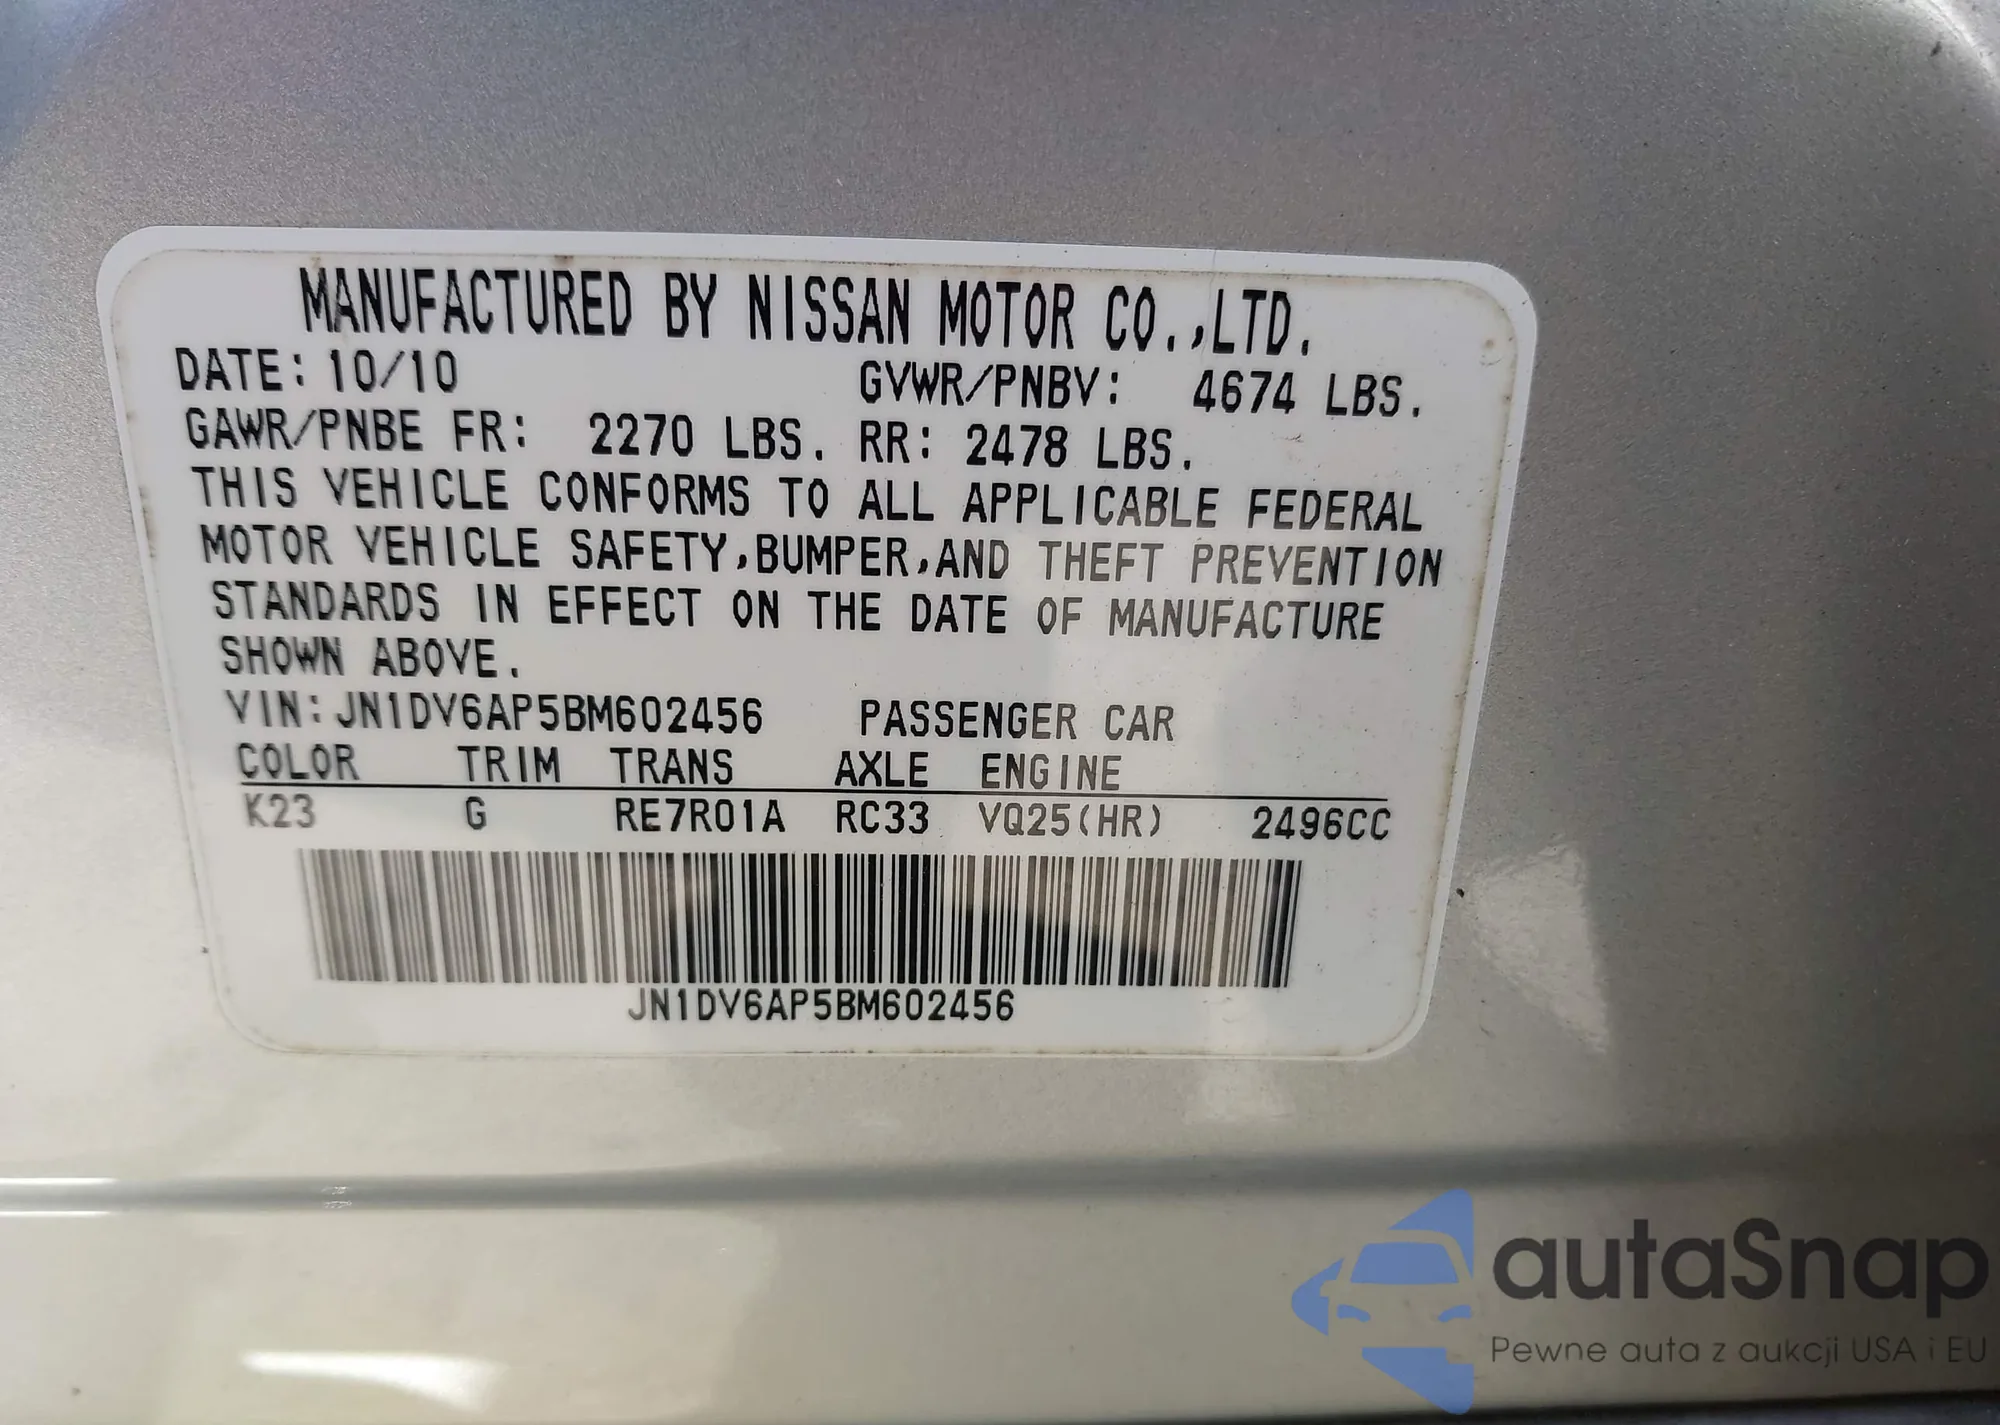 MANUFACTURED BY NISSAN MOTOR CO.,LTD.
DATE: 10/10 GVWR/PNBV: 4674 LBS.
GAWR/PNBE FR: 2270 LBS. RR: 2478 LBS.
THIS VEHICLE CONFORMS TO ALL APPLICABLE FEDERAL
MOTOR VEHICLE SAFETY,BUMPER,AND THEFT PREVENTION
STANDARDS IN EFFECT ON THE DATE OF MANUFACTURE
SHOWN ABOVE.
VIN:JN1DV6AP5BM602456 PASSENGER CAR
COLOR TRIM TRANS AXLE ENGINE
K23 G RE7R01A RC33 VQ25(HR) 2496CC
JN1DV6AP5BM602456
autaSnap
Pewne auta z aukcji USA i EU